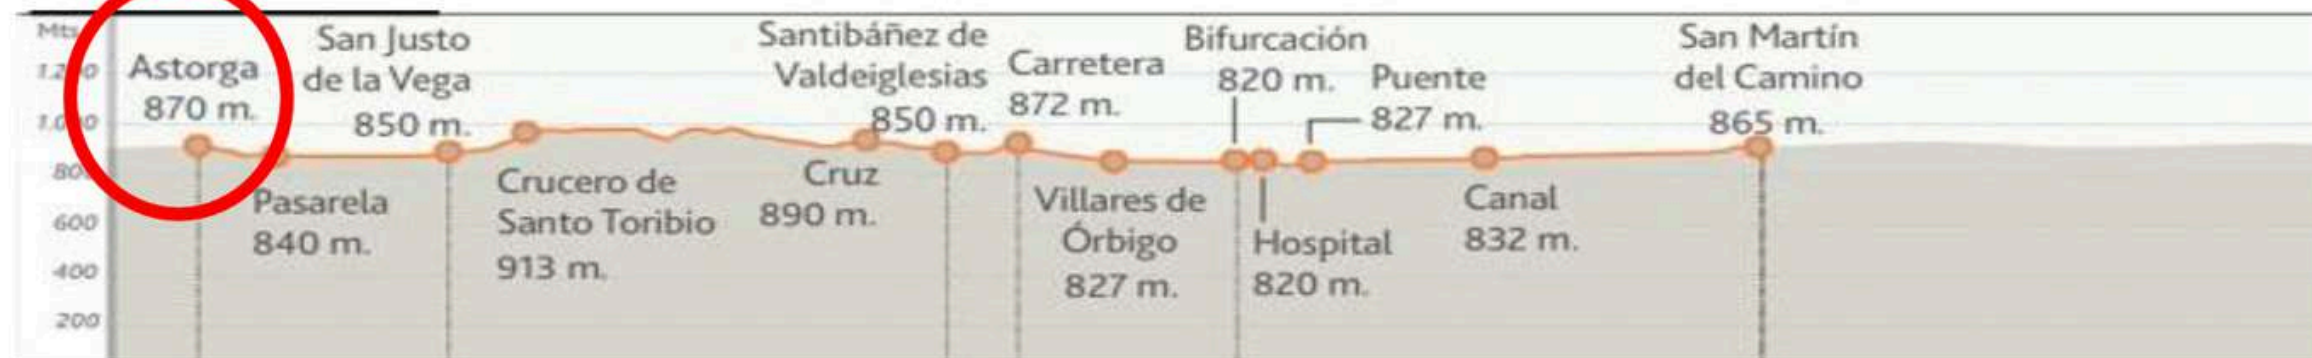 Mts.
1.200
1.000
800
600
400
200
Astorga
870 m.
Pasarela
840 m.
San Justo
de la Vega
850 m.
Crucero de
Santo Toribio
913 m.
Cruz
890 m.
Santibáñez de
Valdeiglesias
850 m.
Carretera
872 m.
Villares de
Órbigo
827 m.
Bifurcación
820 m.
Hospital
820 m.
Puente
827 m.
Canal
832 m.
San Martín
del Camino
865 m.